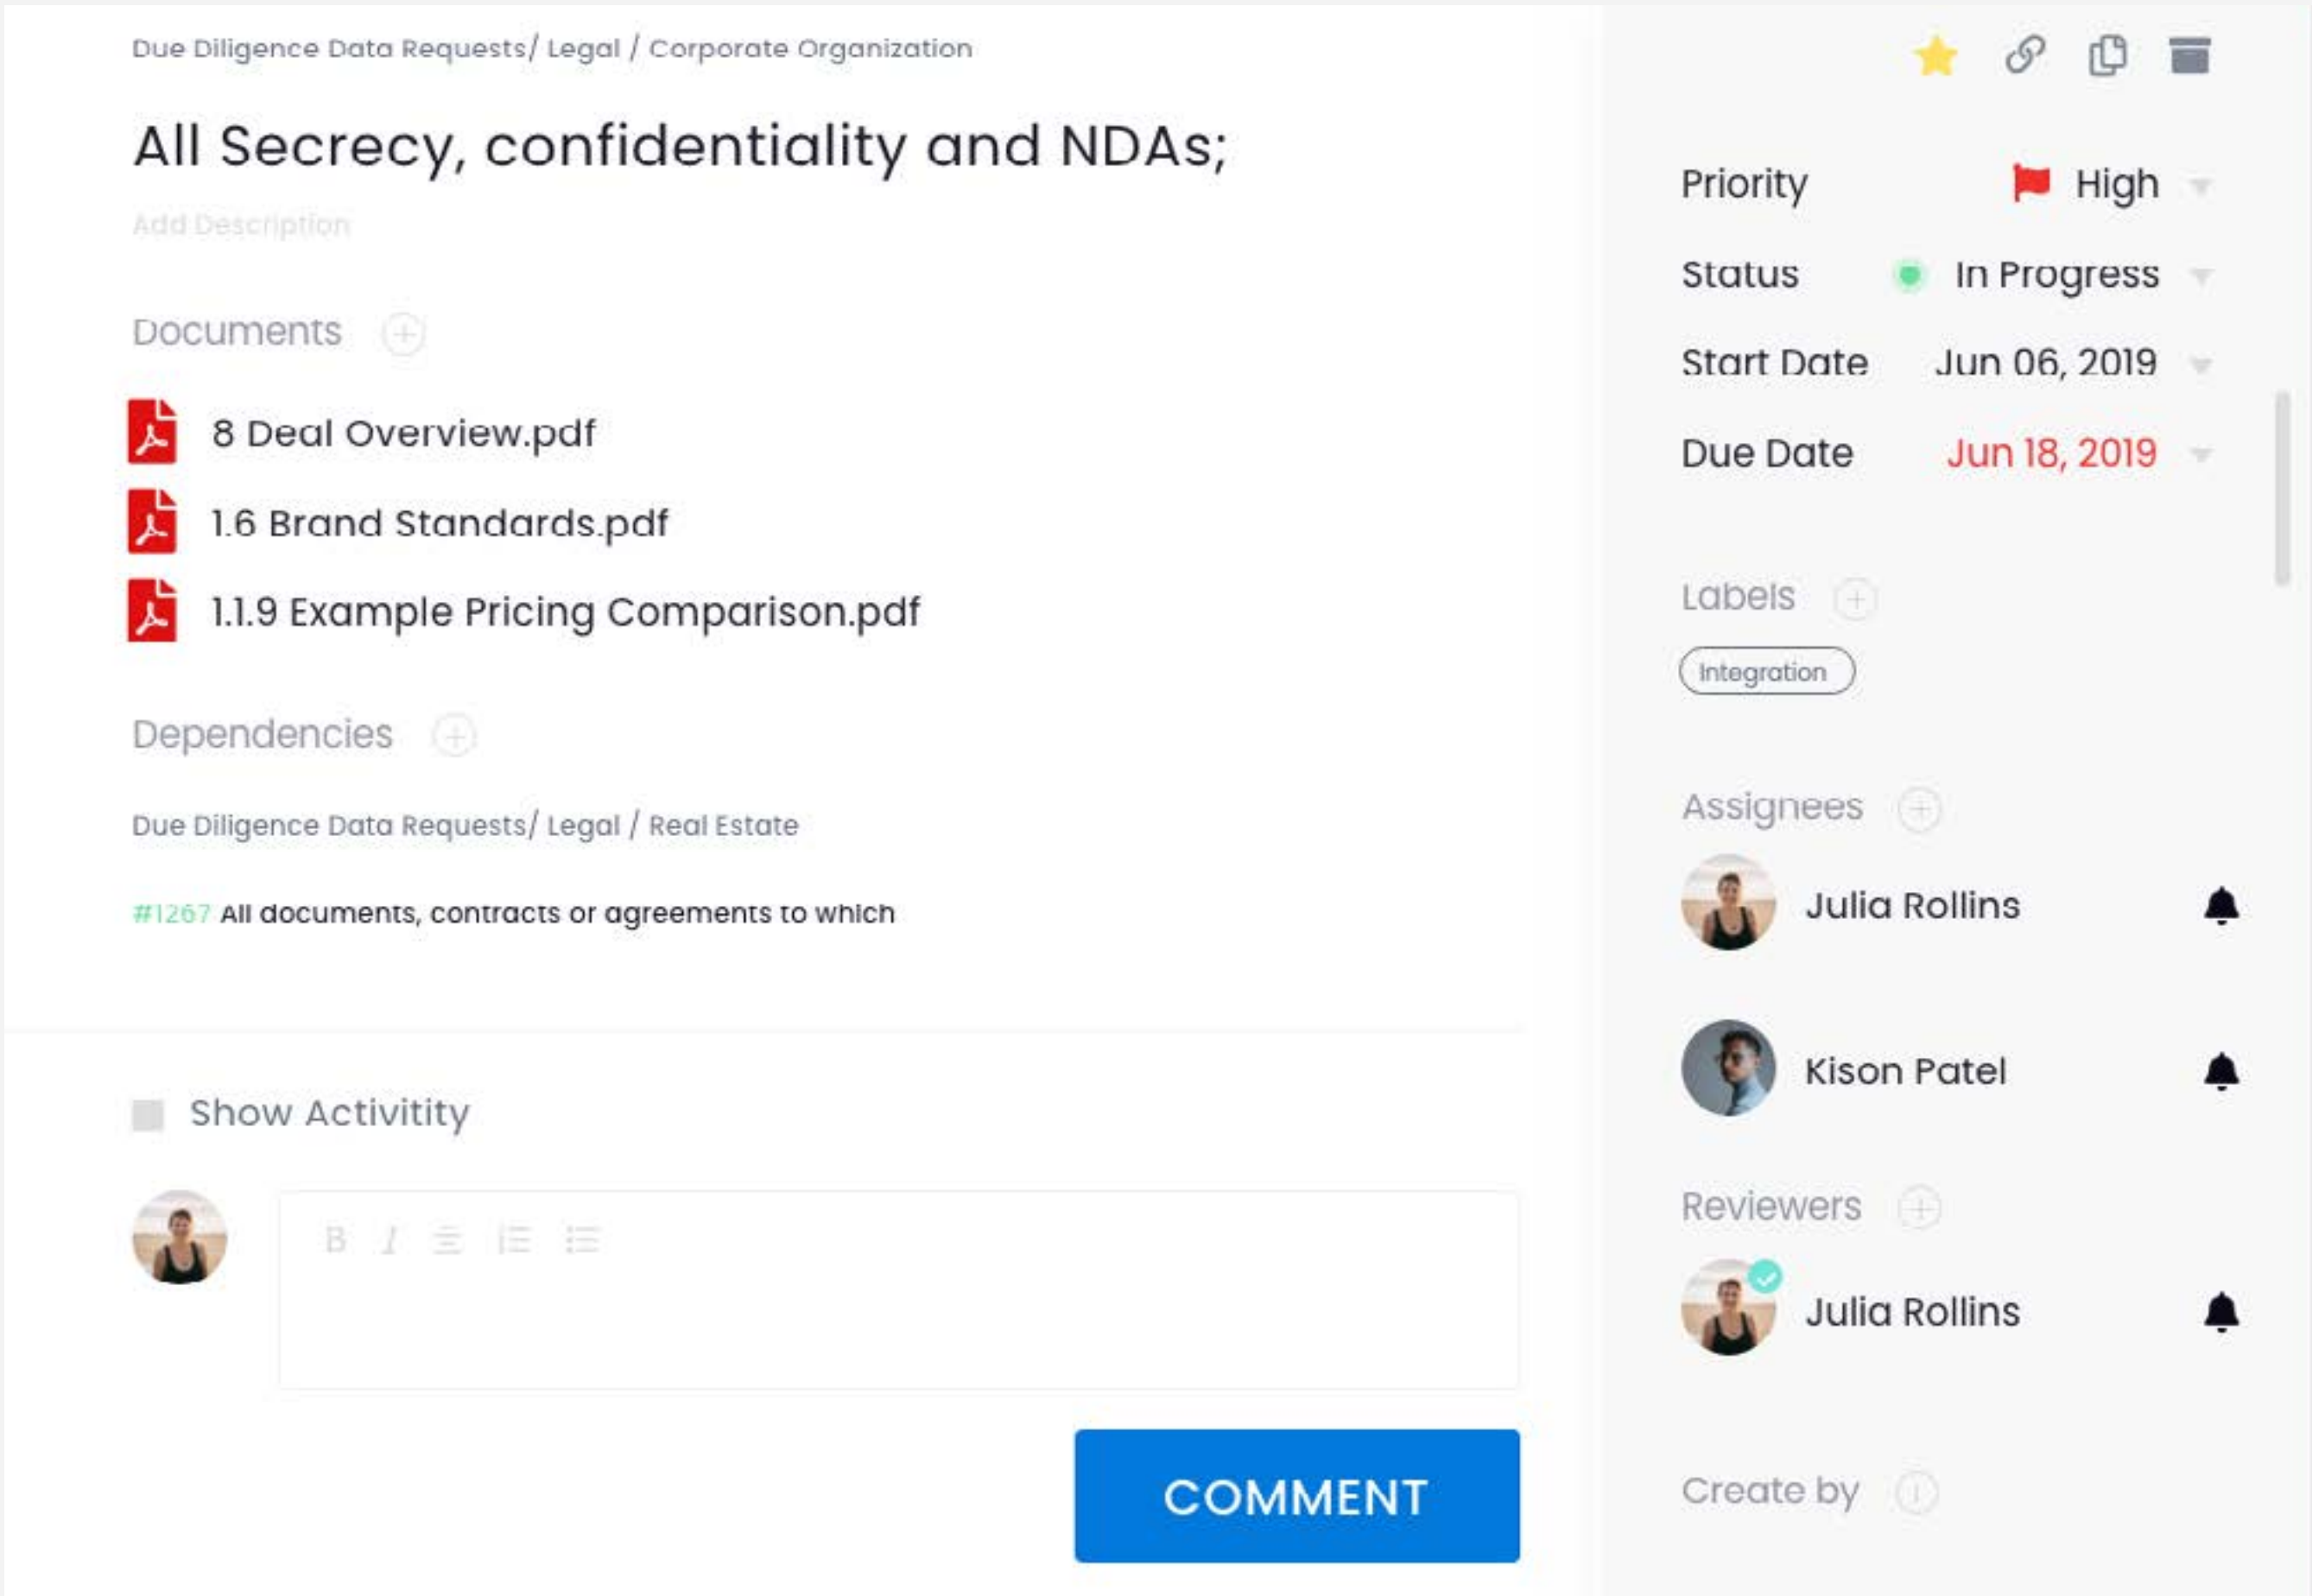 Due Diligence Data Requests/ Legal / Corporate Organization
All Secrecy, confidentiality and NDAs;
Add Description
Documents
8 Deal Overview.pdf
1.6 Brand Standards.pdf
1.1.9 Example Pricing Comparison.pdf
Dependencies
Due Diligence Data Requests/ Legal / Real Estate
#1267 All documents, contracts or agreements to which
Show Activitity
B I
COMMENT
Priority High
Status In Progress
Start Date Jun 06, 2019
Due Date Jun 18, 2019
Labels
Integration
Assignees
Julia Rollins
Kison Patel
Reviewers
Julia Rollins
Create by